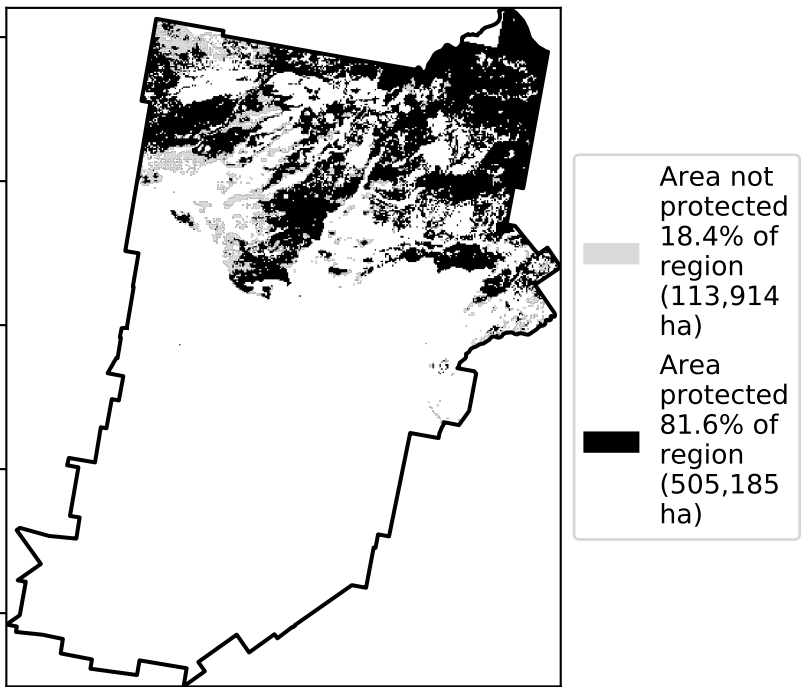 Area not
protected
18.4% of
region
(113,914
ha)
Area
protected
81.6% of
region
(505,185
ha)